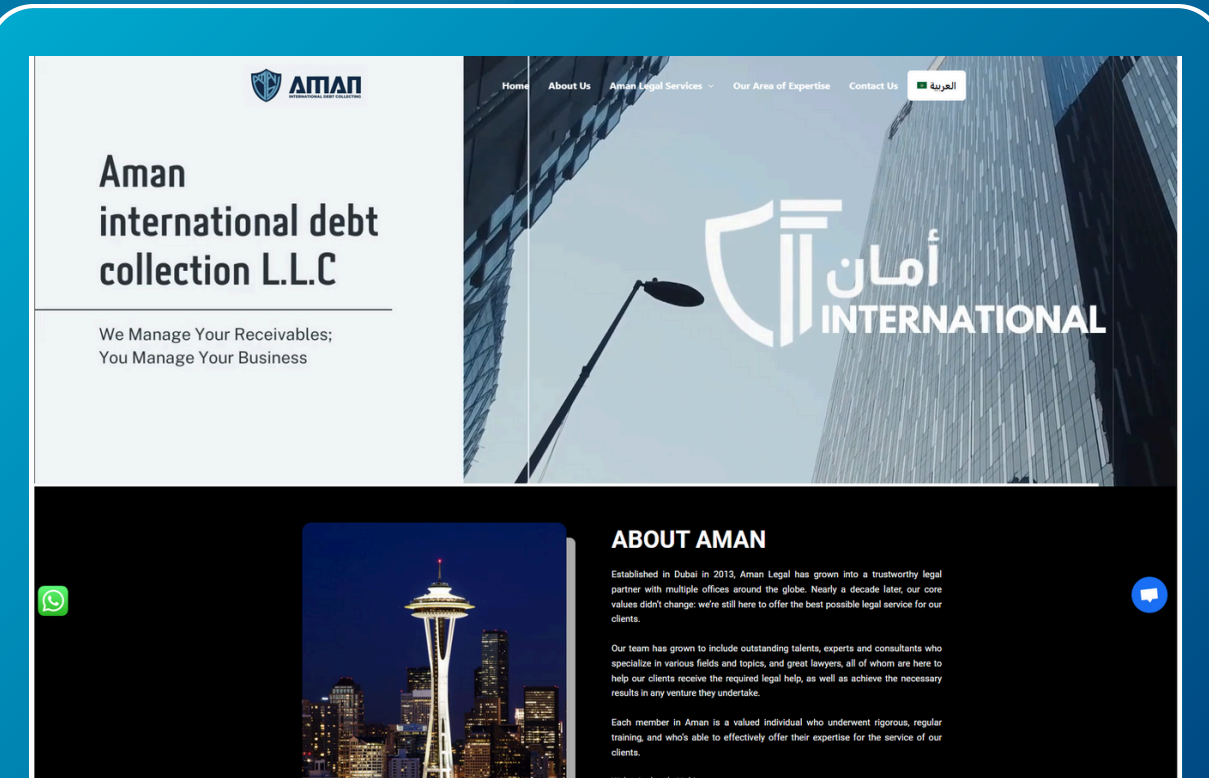 AMAN
INTERNATIONAL DEBT COLLECTING
Home About Us Aman Legal Services Our Area of Expertise Contact Us العربية
Aman
international debt
collection L.L.C
We Manage Your Receivables;
You Manage Your Business
أمان
INTERNATIONAL
ABOUT AMAN
Established in Dubai in 2013, Aman Legal has grown into a trustworthy legal
partner with multiple offices around the globe. Nearly a decade later, our core
values didn't change: we're still here to offer the best possible legal service for our
clients.
Our team has grown to include outstanding talents, experts and consultants who
specialize in various fields and topics, and great lawyers, all of whom are here to
help our clients receive the required legal help, as well as achieve the necessary
results in any venture they undertake.
Each member in Aman is a valued individual who underwent rigorous, regular
training, and who's able to effectively offer their expertise for the service of our
clients.